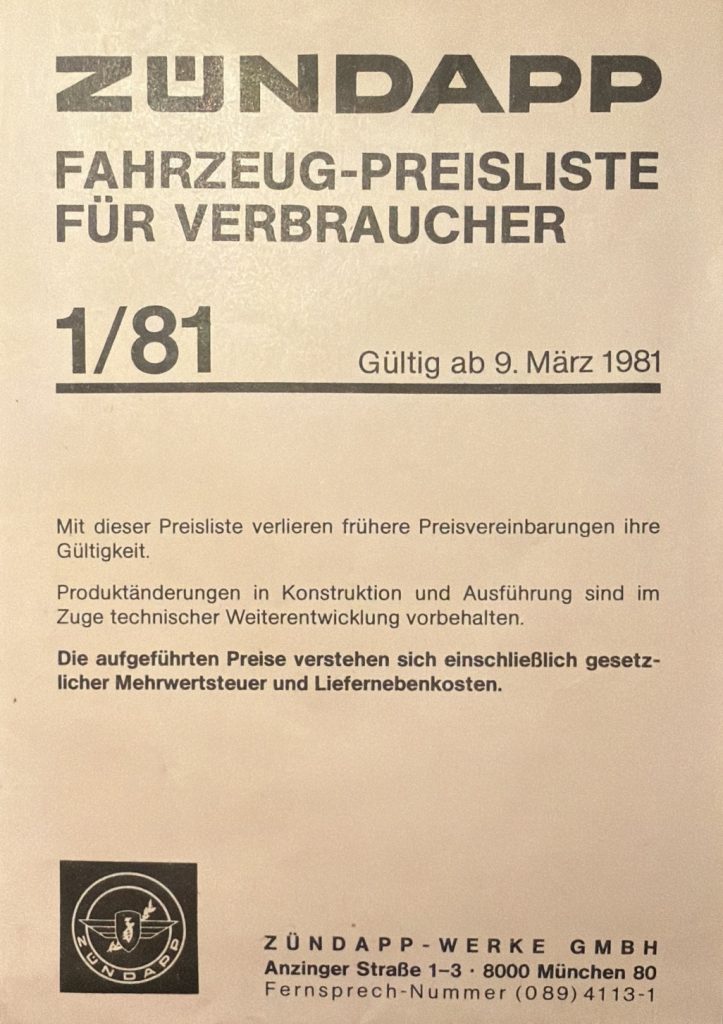 ZÜNDAPP
FAHRZEUG-PREISLISTE
FÜR VERBRAUCHER
1/81
Gültig ab 9. März 1981
Mit dieser Preisliste verlieren frühere Preisvereinbarungen ihre
Gültigkeit.
Produktänderungen in Konstruktion und Ausführung sind im
Zuge technischer Weiterentwicklung vorbehalten.
Die aufgeführten Preise verstehen sich einschließlich gesetz-
licher Mehrwertsteuer und Liefernebenkosten.
ZÜNDAPP
ZÜNDAPP-WERKE GMBH
Anzinger Straße 1–3 · 8000 München 80
Fernsprech-Nummer (089) 4113-1